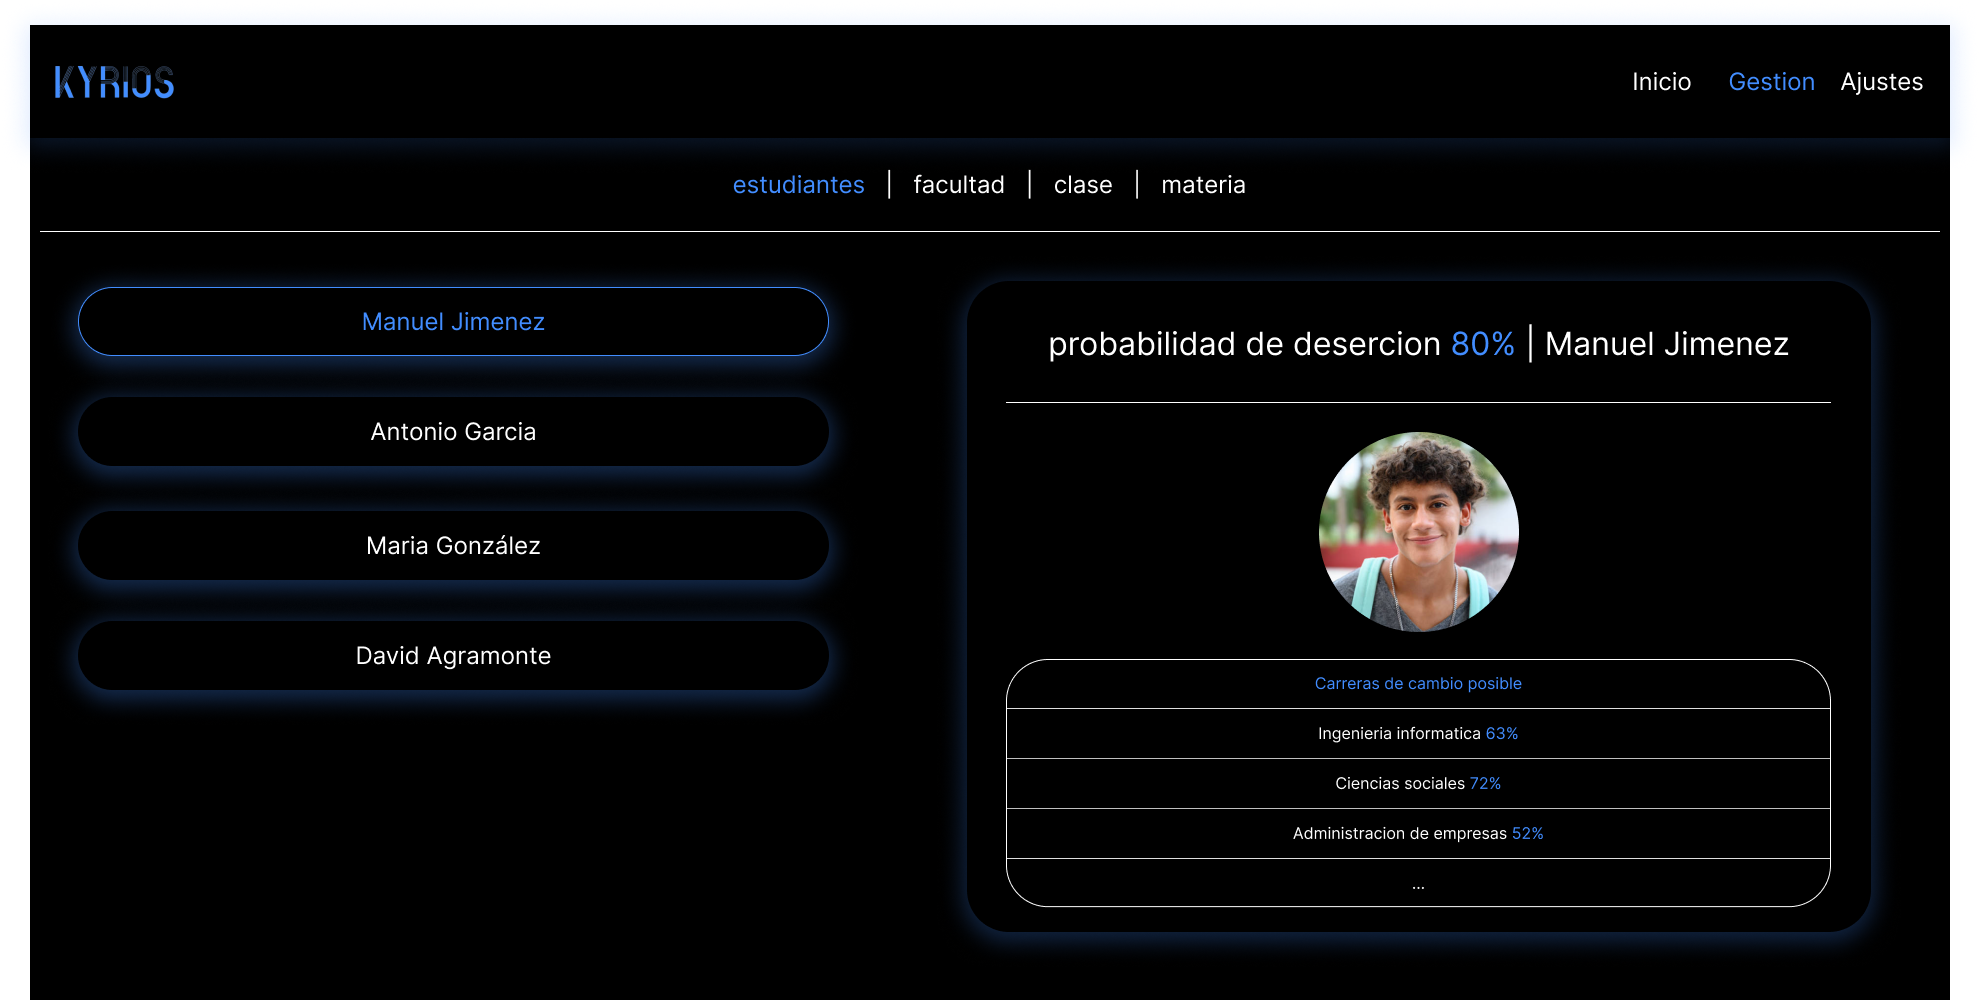 KYRIOS
Inicio Gestion Ajustes
estudiantes | facultad | clase | materia
Manuel Jimenez
Antonio Garcia
Maria González
David Agramonte
probabilidad de desercion 80% | Manuel Jimenez
Carreras de cambio posible
Ingenieria informatica 63%
Ciencias sociales 72%
Administracion de empresas 52%
...